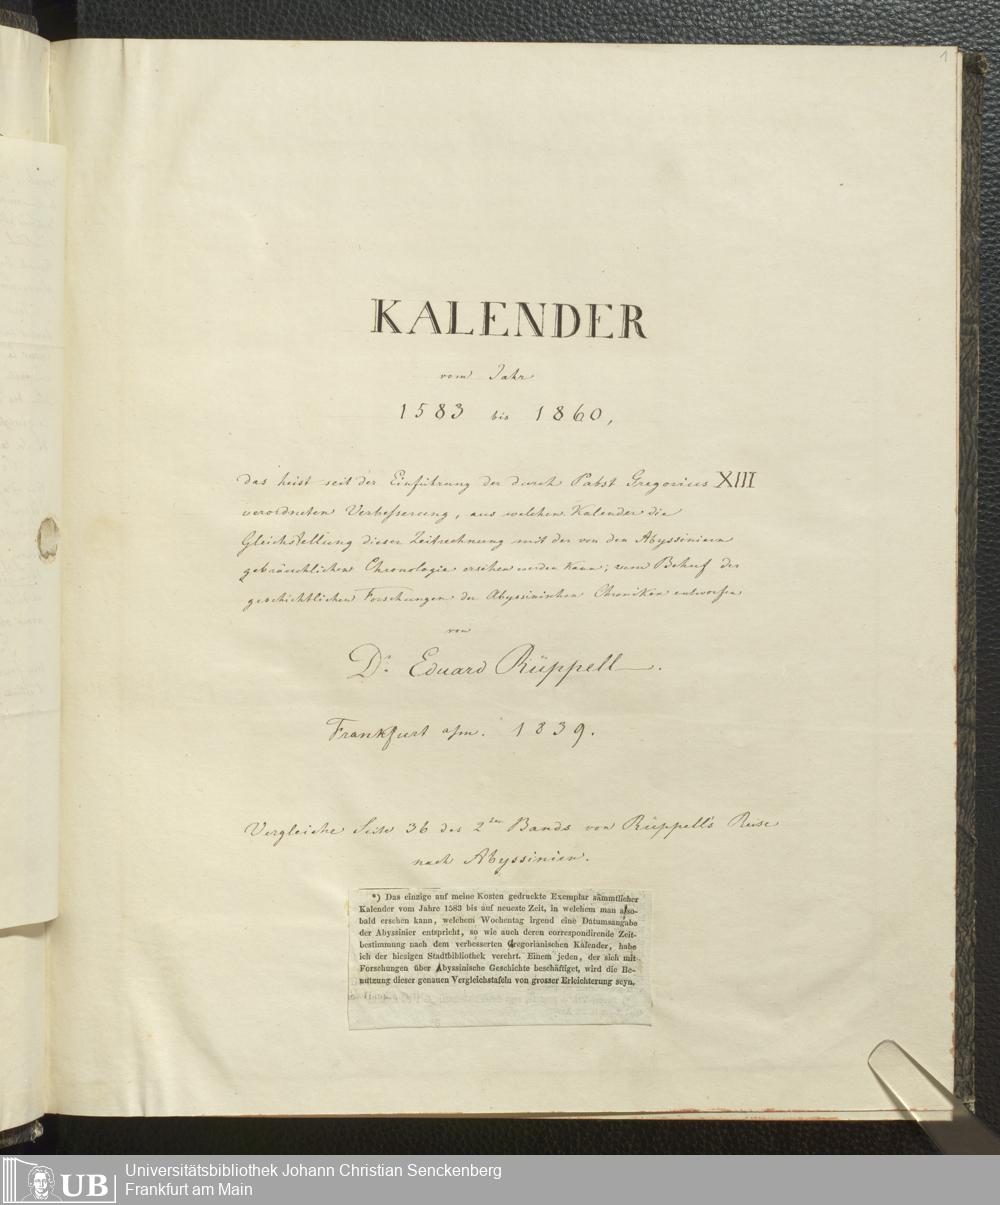 1
KALENDER
vom Jahr
1583 bis 1860,
das heist seit der Einführung der durch Pabst Gregorius XIII
verordneten Verbesserung, aus welchen Kalender die
Gleichstellung dieser Zeitrechnung mit der von den Abyssiniern
gebräuchlichen Chronologie ersehen werden kann; zum Behuf der
geschichtlichen Forschungen der Abyssinischen Chroniken entworfen
von
Dr. Eduard Rüppell.
Frankfurt a/m. 1839.
Vergleiche Seite 36 des 2ten Bands von Rüppell's Reise
nach Abyssinien.
*) Das einzige auf meine Kosten gedruckte Exemplar sämmtlicher
Kalender vom Jahre 1583 bis auf neueste Zeit, in welchem man also-
bald ersehen kann, welchem Wochentag irgend eine Datumsangabe
der Abyssinier entspricht, so wie auch deren correspondirende Zeit-
bestimmung nach dem verbesserten Gregorianischen Kalender, habe
ich der hiesigen Stadtbibliothek verehrt. Einem jeden, der sich mit
Forschungen über Abyssinische Geschichte beschäftiget, wird die Be-
nutzung dieser genauen Vergleichstafeln von grosser Erleichterung seyn.
UB
Universitätsbibliothek Johann Christian Senckenberg
Frankfurt am Main